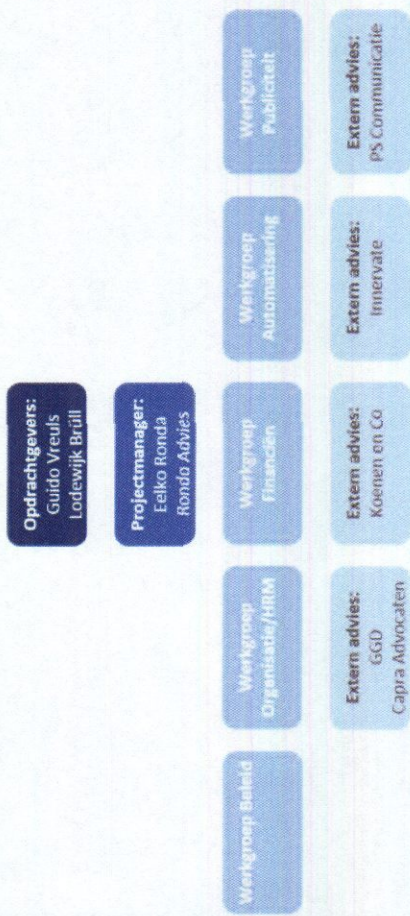 Opdrachtgevers:
Guido Vreuls
Lodewijk Brüll
Projectmanager:
Eelko Ronda
Ronda Advies
Werkgroep Beleid
Werkgroep
Organisatie/HRM
Werkgroep
Financiën
Werkgroep
Automatisering
Werkgroep
Publiciteit
Extern advies:
GGD
Capra Advocaten
Extern advies:
Koenen en Co
Extern advies:
Innervate
Extern advies:
PS Communicatie